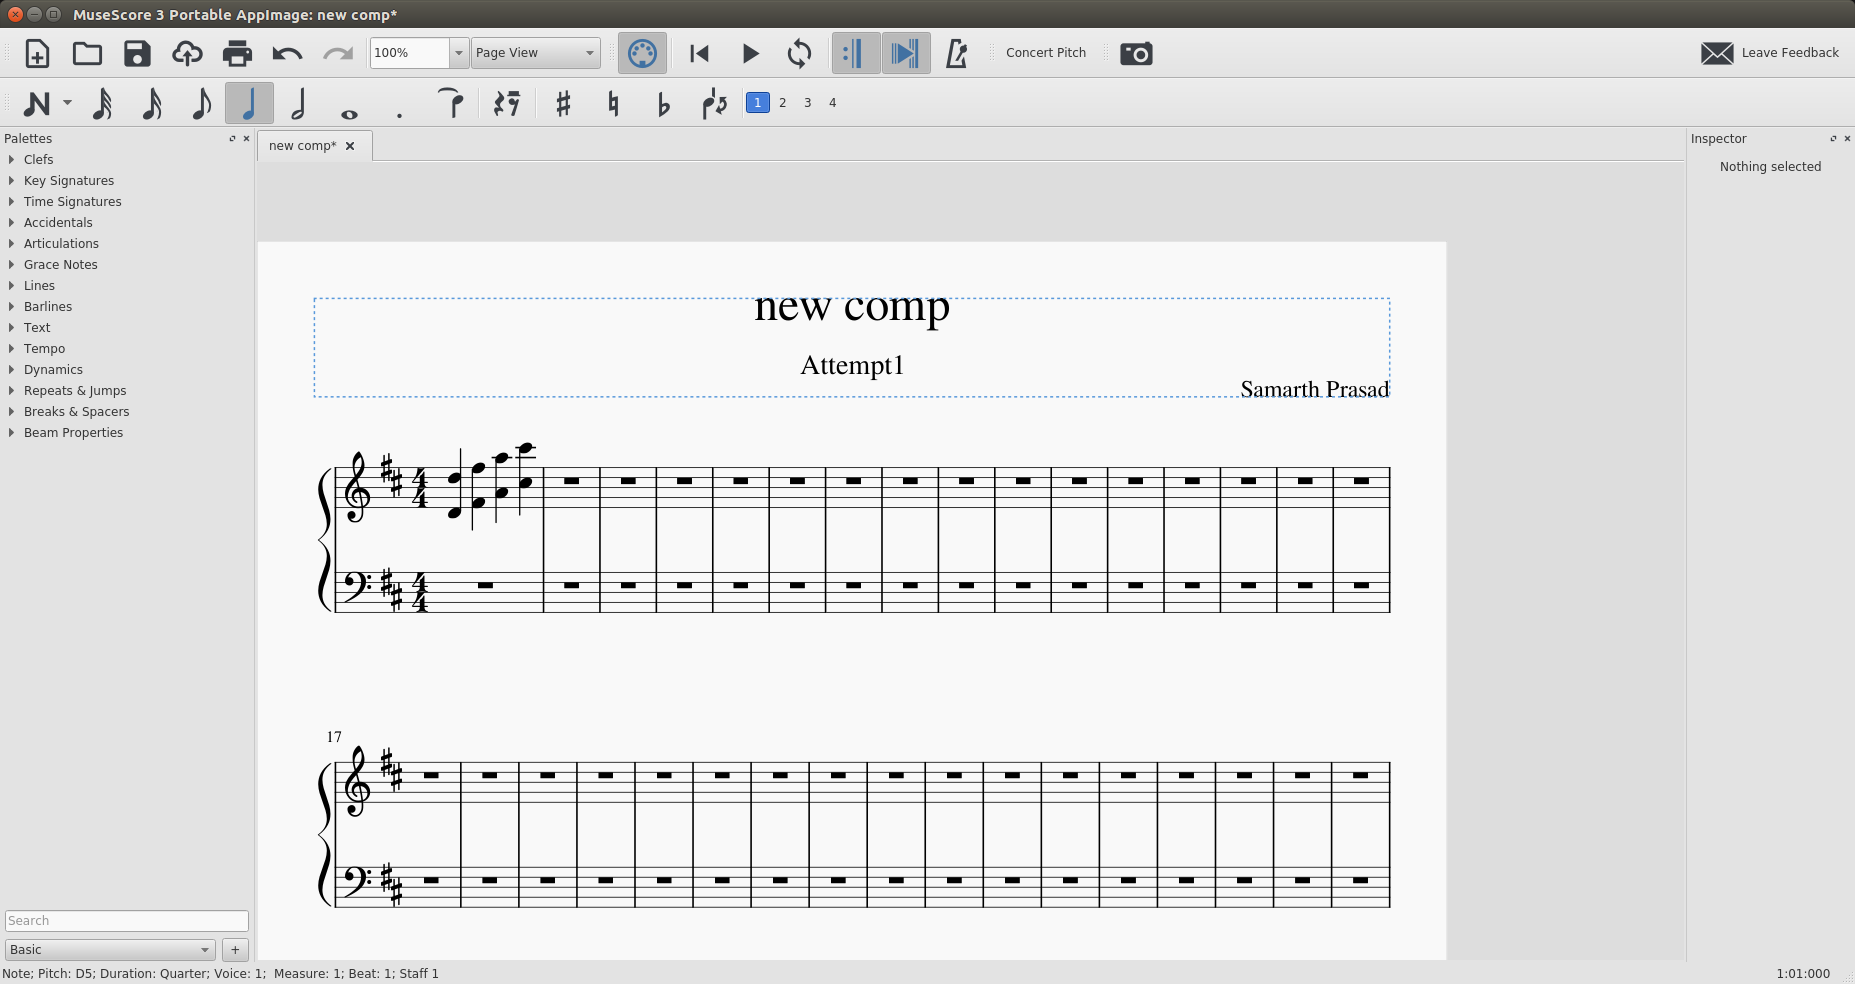 MuseScore 3 Portable AppImage: new comp*
100%
Page View
Concert Pitch
Leave Feedback
1 2 3 4
Palettes
Clefs
Key Signatures
Time Signatures
Accidentals
Articulations
Grace Notes
Lines
Barlines
Text
Tempo
Dynamics
Repeats & Jumps
Breaks & Spacers
Beam Properties
Search
Basic
+
new comp*
new comp
Attempt1
Samarth Prasad
4
4
4
4
17
Inspector
Nothing selected
Note; Pitch: D5; Duration: Quarter; Voice: 1;  Measure: 1; Beat: 1; Staff 1
1:01:000